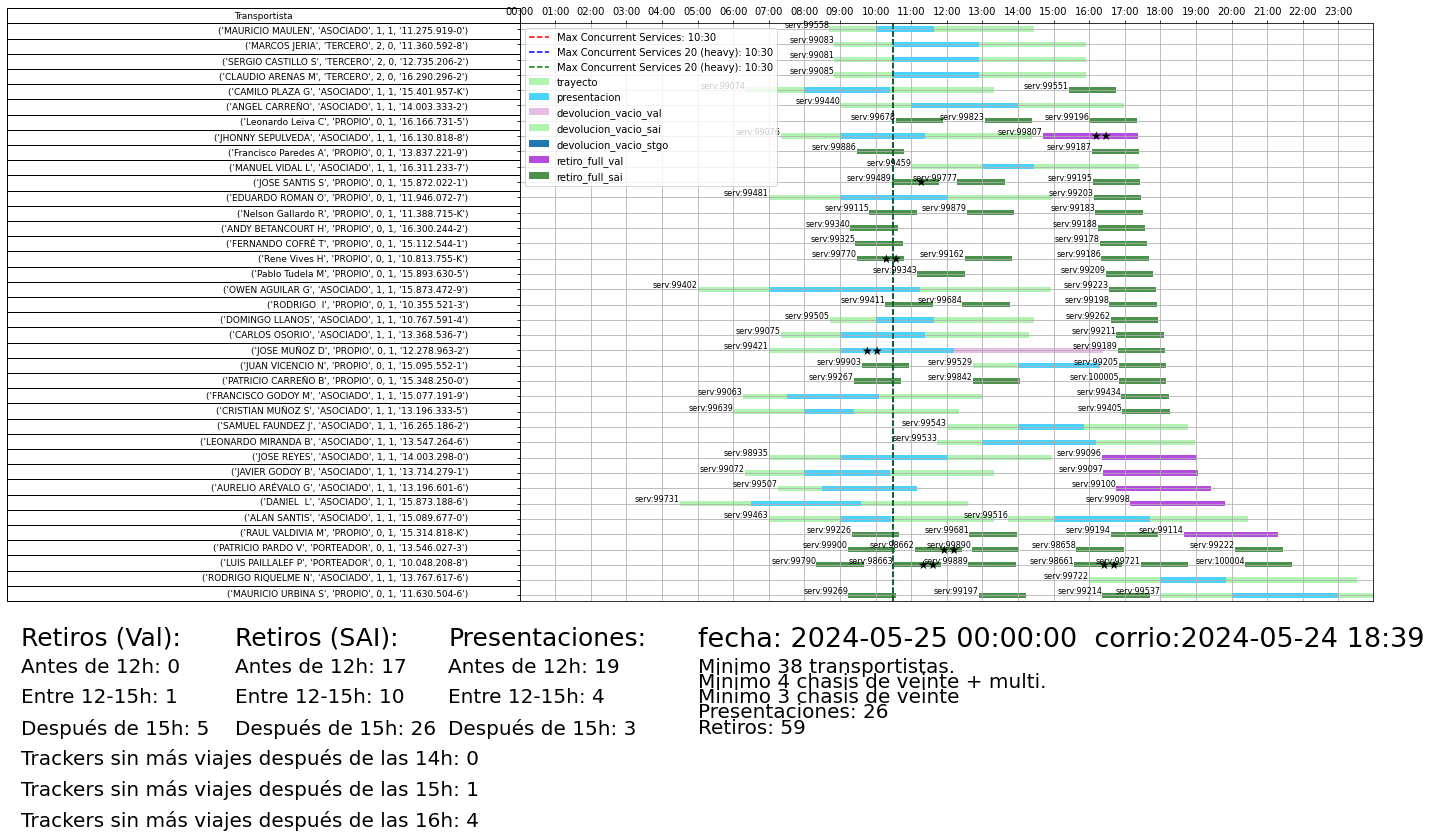 00:00 01:00 02:00 03:00 04:00 05:00 06:00 07:00 08:00 09:00 10:00 11:00 12:00 13:00 14:00 15:00 16:00 17:00 18:00 19:00 20:00 21:00 22:00 23:00
Transportista
('MAURICIO MAULEN', 'ASOCIADO', 1, 1, '11.275.919-0') serv:99558
('MARCOS JERIA', 'TERCERO', 2, 0, '11.360.592-8') serv:99083
('SERGIO CASTILLO S', 'TERCERO', 2, 0, '12.735.206-2') serv:99081
('CLAUDIO ARENAS M', 'TERCERO', 2, 0, '16.290.296-2') serv:99085
('CAMILO PLAZA G', 'ASOCIADO', 1, 1, '15.401.957-K') serv:99074 serv:99551
('ANGEL CARREÑO', 'ASOCIADO', 1, 1, '14.003.333-2') serv:99440
('Leonardo Leiva C', 'PROPIO', 0, 1, '16.166.731-5') serv:99678 serv:99823 serv:99196
('JHONNY SEPULVEDA', 'ASOCIADO', 1, 1, '16.130.818-8') serv:99076 serv:99807
('Francisco Paredes A', 'PROPIO', 0, 1, '13.837.221-9') serv:99886 serv:99187
('MANUEL VIDAL L', 'ASOCIADO', 1, 1, '16.311.233-7') serv:99459
('JOSE SANTIS S', 'PROPIO', 0, 1, '15.872.022-1') serv:99489 serv:99777 serv:99195
('EDUARDO ROMAN O', 'PROPIO', 0, 1, '11.946.072-7') serv:99481 serv:99203
('Nelson Gallardo R', 'PROPIO', 0, 1, '11.388.715-K') serv:99115 serv:99879 serv:99183
('ANDY BETANCOURT H', 'PROPIO', 0, 1, '16.300.244-2') serv:99340 serv:99188
('FERNANDO COFRÉ T', 'PROPIO', 0, 1, '15.112.544-1') serv:99325 serv:99178
('Rene Vives H', 'PROPIO', 0, 1, '10.813.755-K') serv:99770 serv:99162 serv:99186
('Pablo Tudela M', 'PROPIO', 0, 1, '15.893.630-5') serv:99343 serv:99209
('OWEN AGUILAR G', 'ASOCIADO', 1, 1, '15.873.472-9') serv:99402 serv:99223
('RODRIGO  I', 'PROPIO', 0, 1, '10.355.521-3') serv:99411 serv:99684 serv:99198
('DOMINGO LLANOS', 'ASOCIADO', 1, 1, '10.767.591-4') serv:99505 serv:99262
('CARLOS OSORIO', 'ASOCIADO', 1, 1, '13.368.536-7') serv:99075 serv:99211
('JOSE MUÑOZ D', 'PROPIO', 0, 1, '12.278.963-2') serv:99421 serv:99189
('JUAN VICENCIO N', 'PROPIO', 0, 1, '15.095.552-1') serv:99903 serv:99529 serv:99205
('PATRICIO CARREÑO B', 'PROPIO', 0, 1, '15.348.250-0') serv:99267 serv:99842 serv:100005
('FRANCISCO GODOY M', 'ASOCIADO', 1, 1, '15.077.191-9') serv:99063 serv:99434
('CRISTIAN MUÑOZ S', 'ASOCIADO', 1, 1, '13.196.333-5') serv:99639 serv:99405
('SAMUEL FAUNDEZ J', 'ASOCIADO', 1, 1, '16.265.186-2') serv:99543
('LEONARDO MIRANDA B', 'ASOCIADO', 1, 1, '13.547.264-6') serv:99533
('JOSE REYES', 'ASOCIADO', 1, 1, '14.003.298-0') serv:98935 serv:99096
('JAVIER GODOY B', 'ASOCIADO', 1, 1, '13.714.279-1') serv:99072 serv:99097
('AURELIO ARÉVALO G', 'ASOCIADO', 1, 1, '13.196.601-6') serv:99507 serv:99100
('DANIEL  L', 'ASOCIADO', 1, 1, '15.873.188-6') serv:99731 serv:99098
('ALAN SANTIS', 'ASOCIADO', 1, 1, '15.089.677-0') serv:99463 serv:99516
('RAUL VALDIVIA M', 'PROPIO', 0, 1, '15.314.818-K') serv:99226 serv:99681 serv:99194 serv:99114
('PATRICIO PARDO V', 'PORTEADOR', 0, 1, '13.546.027-3') serv:99900 serv:98662 serv:99890 serv:98658 serv:99222
('LUIS PAILLALEF P', 'PORTEADOR', 0, 1, '10.048.208-8') serv:99790 serv:98663 serv:99889 serv:98661 serv:99721 serv:100004
('RODRIGO RIQUELME N', 'ASOCIADO', 1, 1, '13.767.617-6') serv:99722
('MAURICIO URBINA S', 'PROPIO', 0, 1, '11.630.504-6') serv:99269 serv:99197 serv:99214 serv:99537
Max Concurrent Services: 10:30
Max Concurrent Services 20 (heavy): 10:30
Max Concurrent Services 20 (heavy): 10:30
trayecto
presentacion
devolucion_vacio_val
devolucion_vacio_sai
devolucion_vacio_stgo
retiro_full_val
retiro_full_sai
Retiros (Val):
Antes de 12h: 0
Entre 12-15h: 1
Después de 15h: 5
Retiros (SAI):
Antes de 12h: 17
Entre 12-15h: 10
Después de 15h: 26
Presentaciones:
Antes de 12h: 19
Entre 12-15h: 4
Después de 15h: 3
Trackers sin más viajes después de las 14h: 0
Trackers sin más viajes después de las 15h: 1
Trackers sin más viajes después de las 16h: 4
fecha: 2024-05-25 00:00:00  corrio:2024-05-24 18:39
Minimo 38 transportistas.
Minimo 4 chasis de veinte + multi.
Minimo 3 chasis de veinte
Presentaciones: 26
Retiros: 59